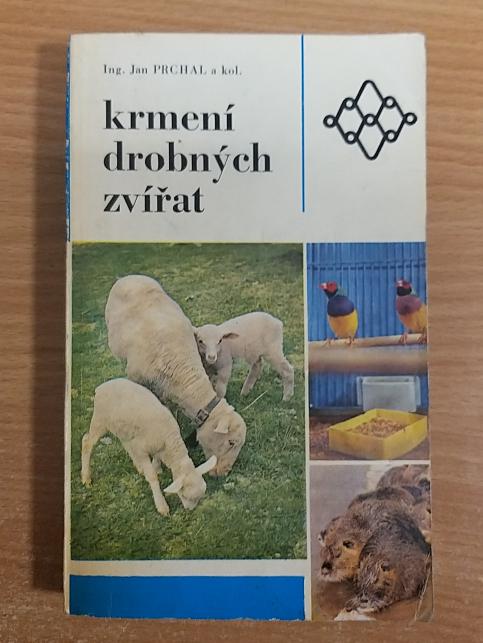 Ing. Jan PRCHAL a kol.
krmení
drobných
zvířat